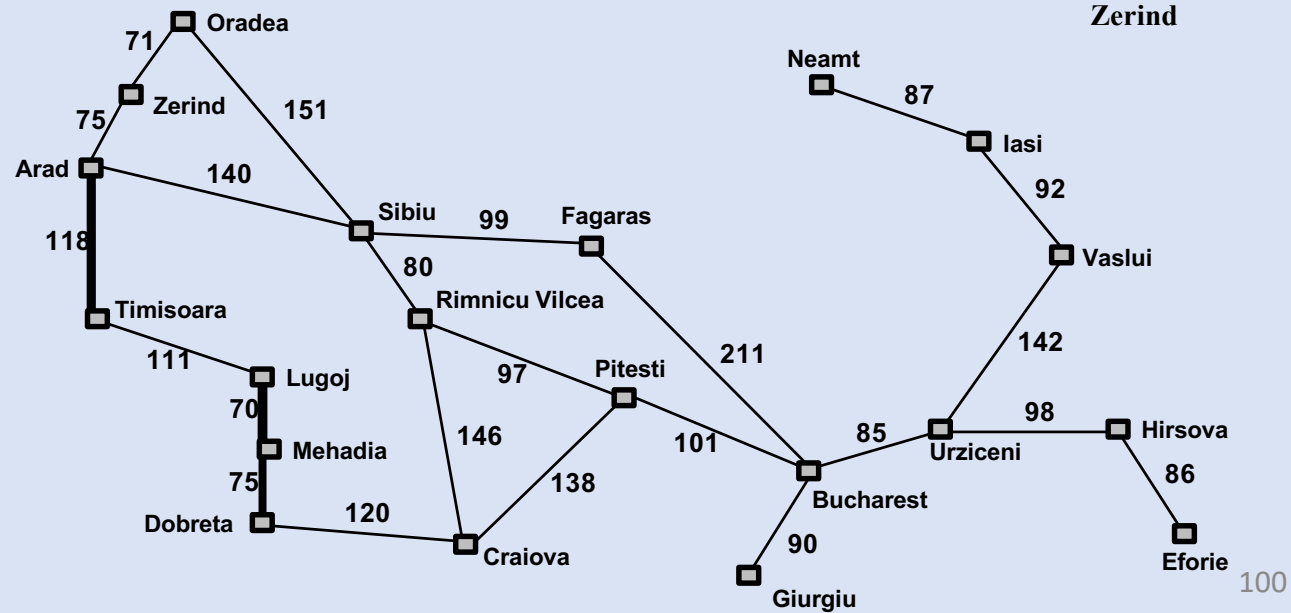 Zerind
Oradea
71
Neamt
87
Zerind
151
75
Iasi
Arad
140
92
Sibiu
99
Fagaras
118
Vaslui
80
Rimnicu Vilcea
Timisoara
142
111
211
97
Pitesti
Lugoj
70
98
Hirsova
146
101
85
Urziceni
Mehadia
86
75
138
Bucharest
Dobreta
120
90
Craiova
Eforie
100
Giurgiu